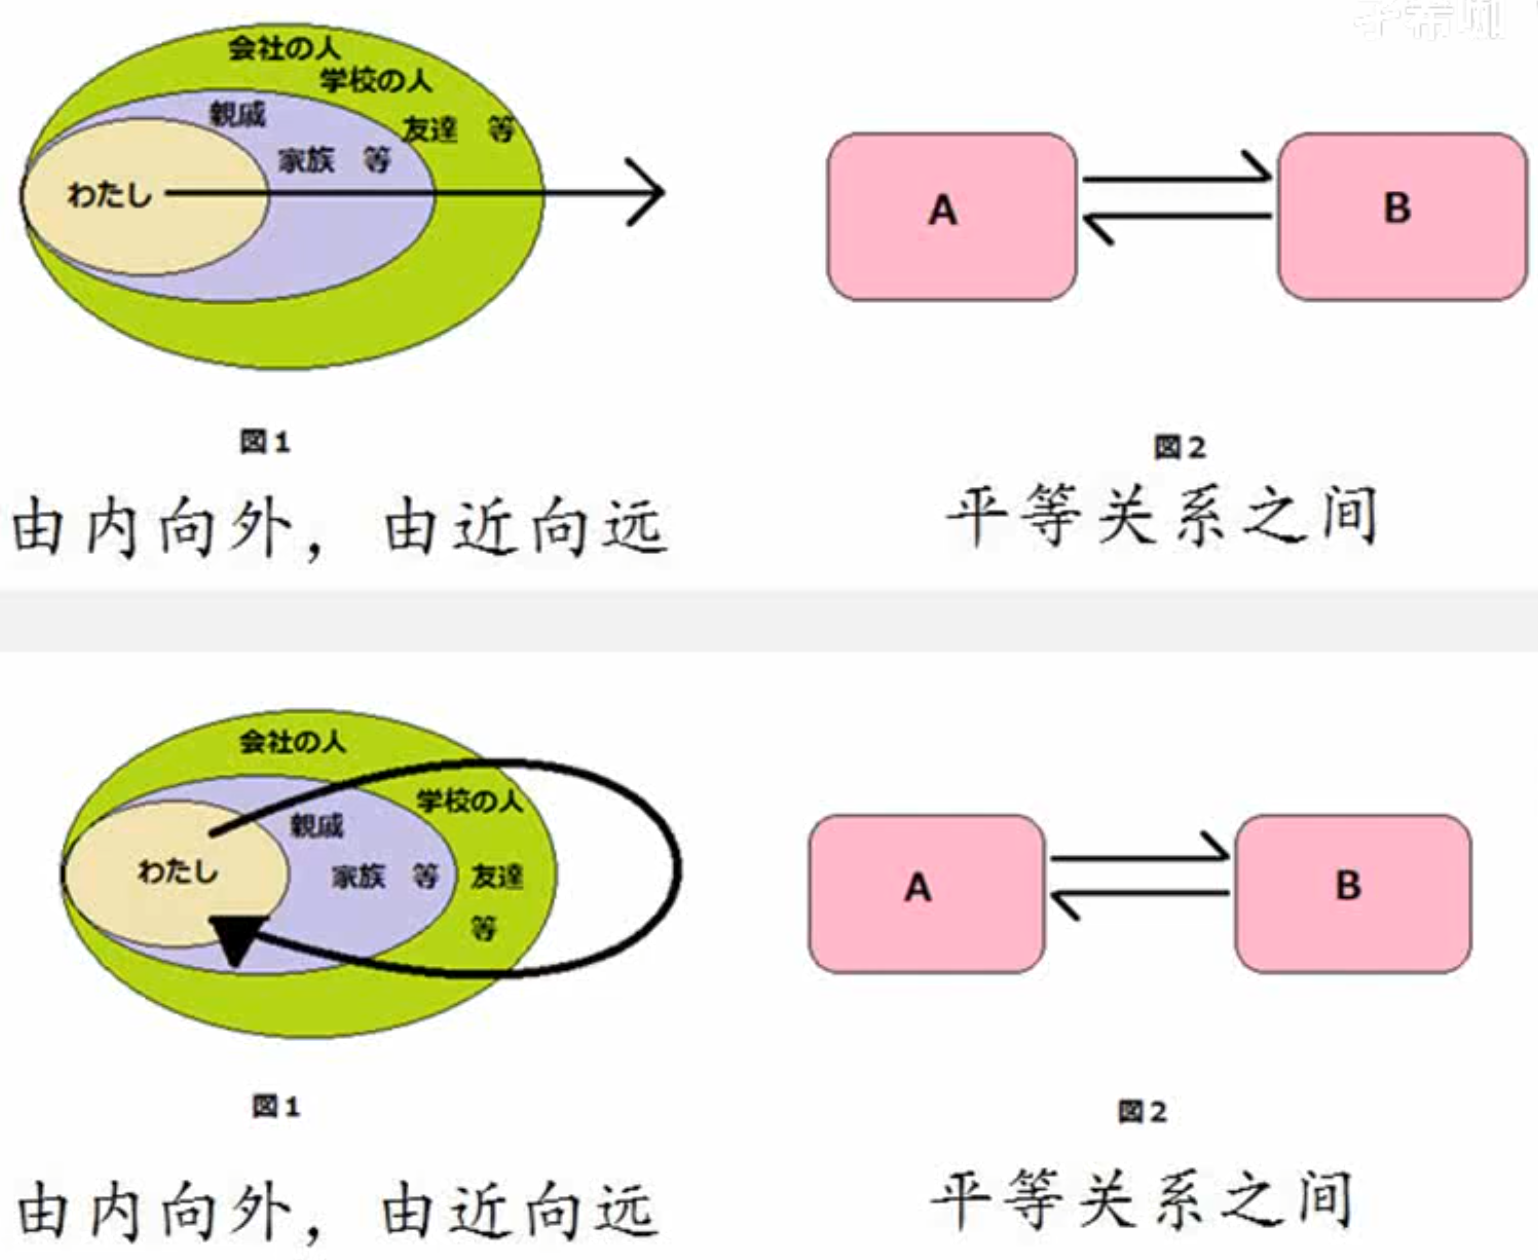 会社の人
学校の人
親戚
友達 等
家族 等
わたし
A
B
図1
図2
由内向外，由近向远
平等关系之间
会社の人
学校の人
親戚
わたし
家族 等
友達
等
A
B
図1
図2
由内向外，由近向远
平等关系之间